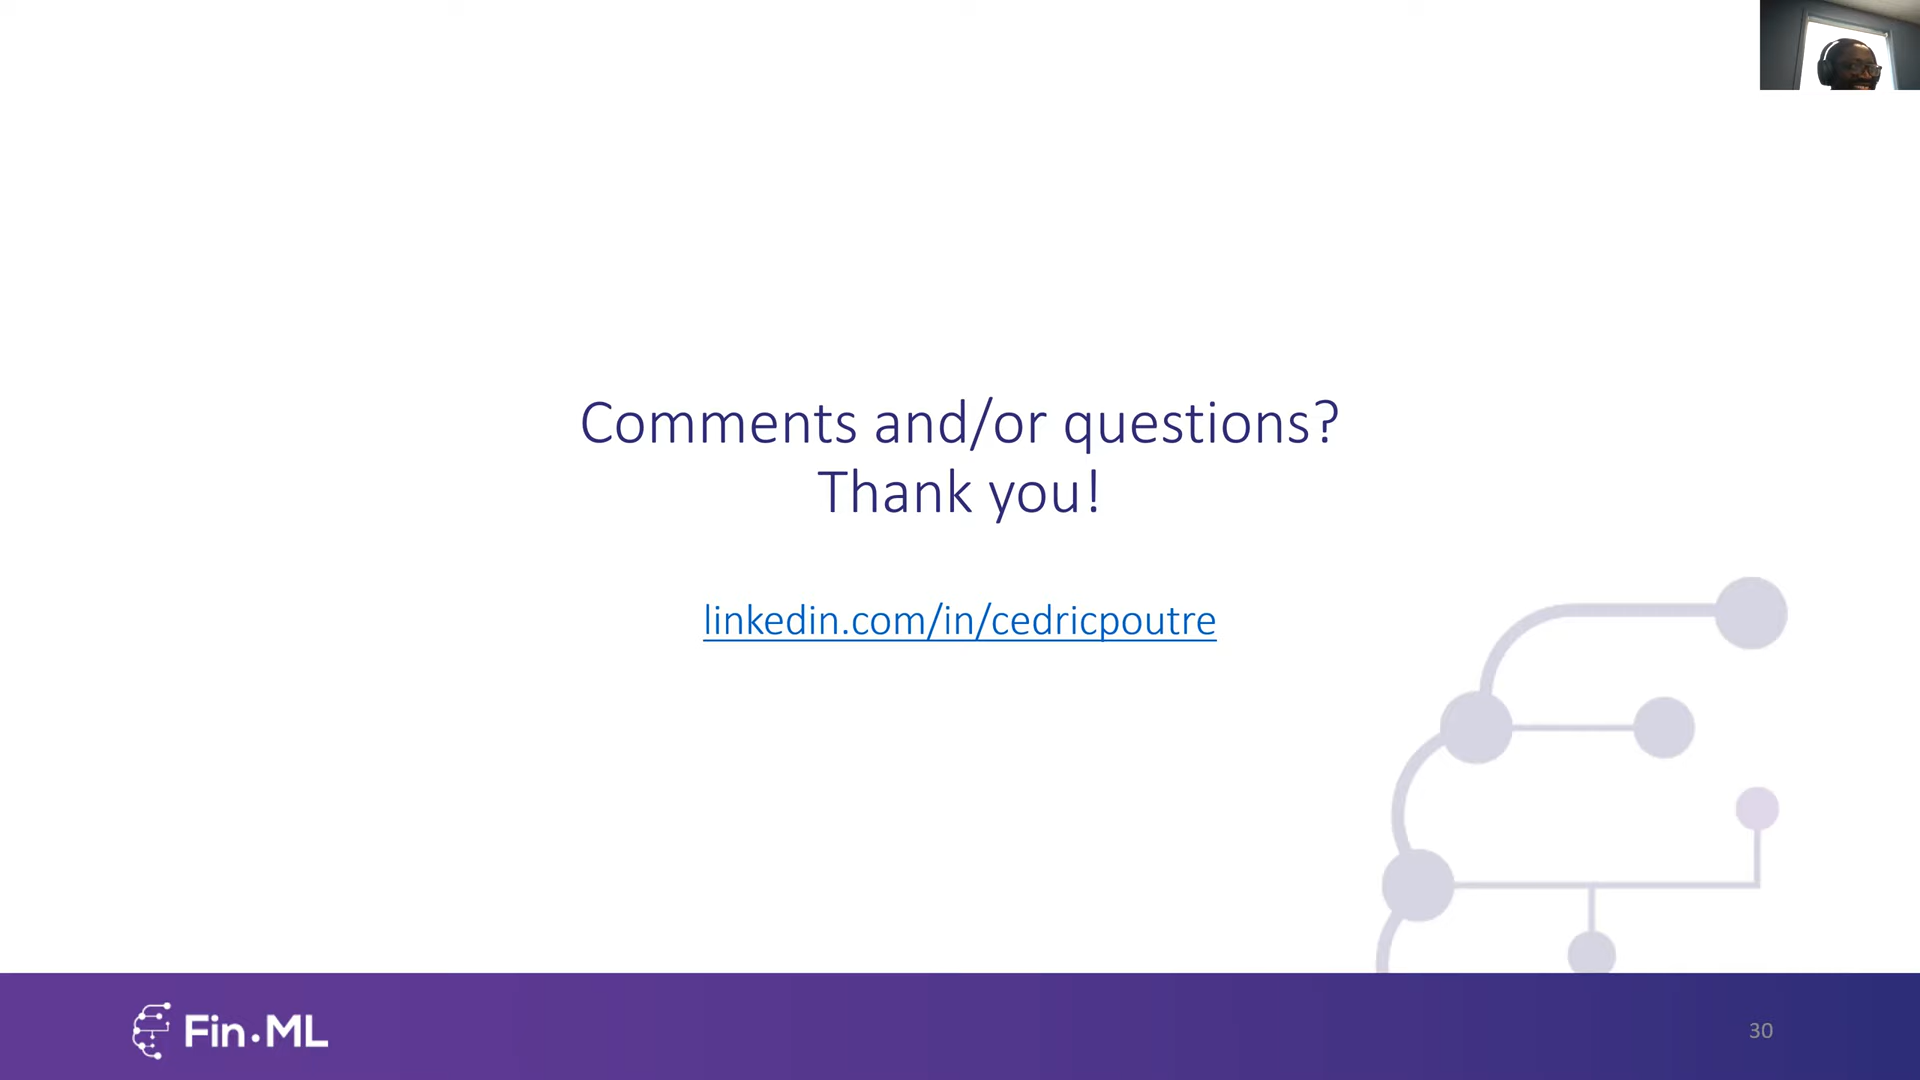 Comments and/or questions?
Thank you!
linkedin.com/in/cedricpoutre
Fin·ML
30